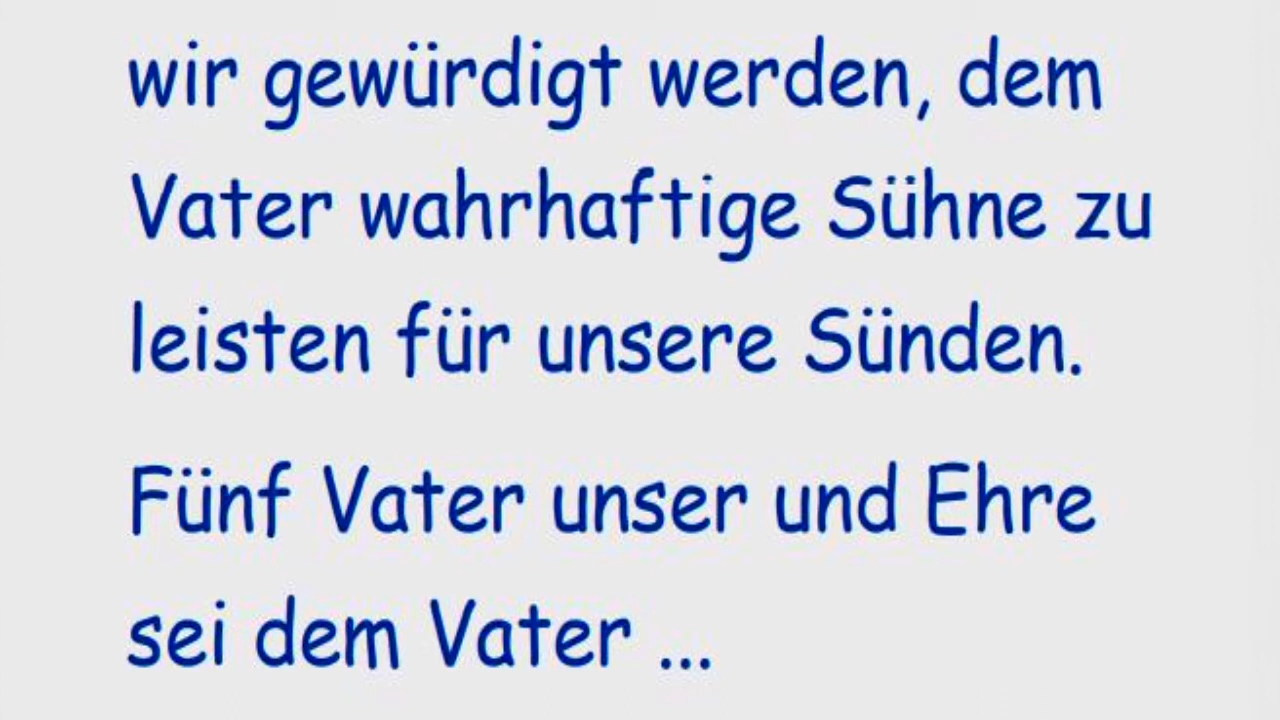 wir gewürdigt werden, dem
Vater wahrhaftige Sühne zu
leisten für unsere Sünden.
Fünf Vater unser und Ehre
sei dem Vater ...